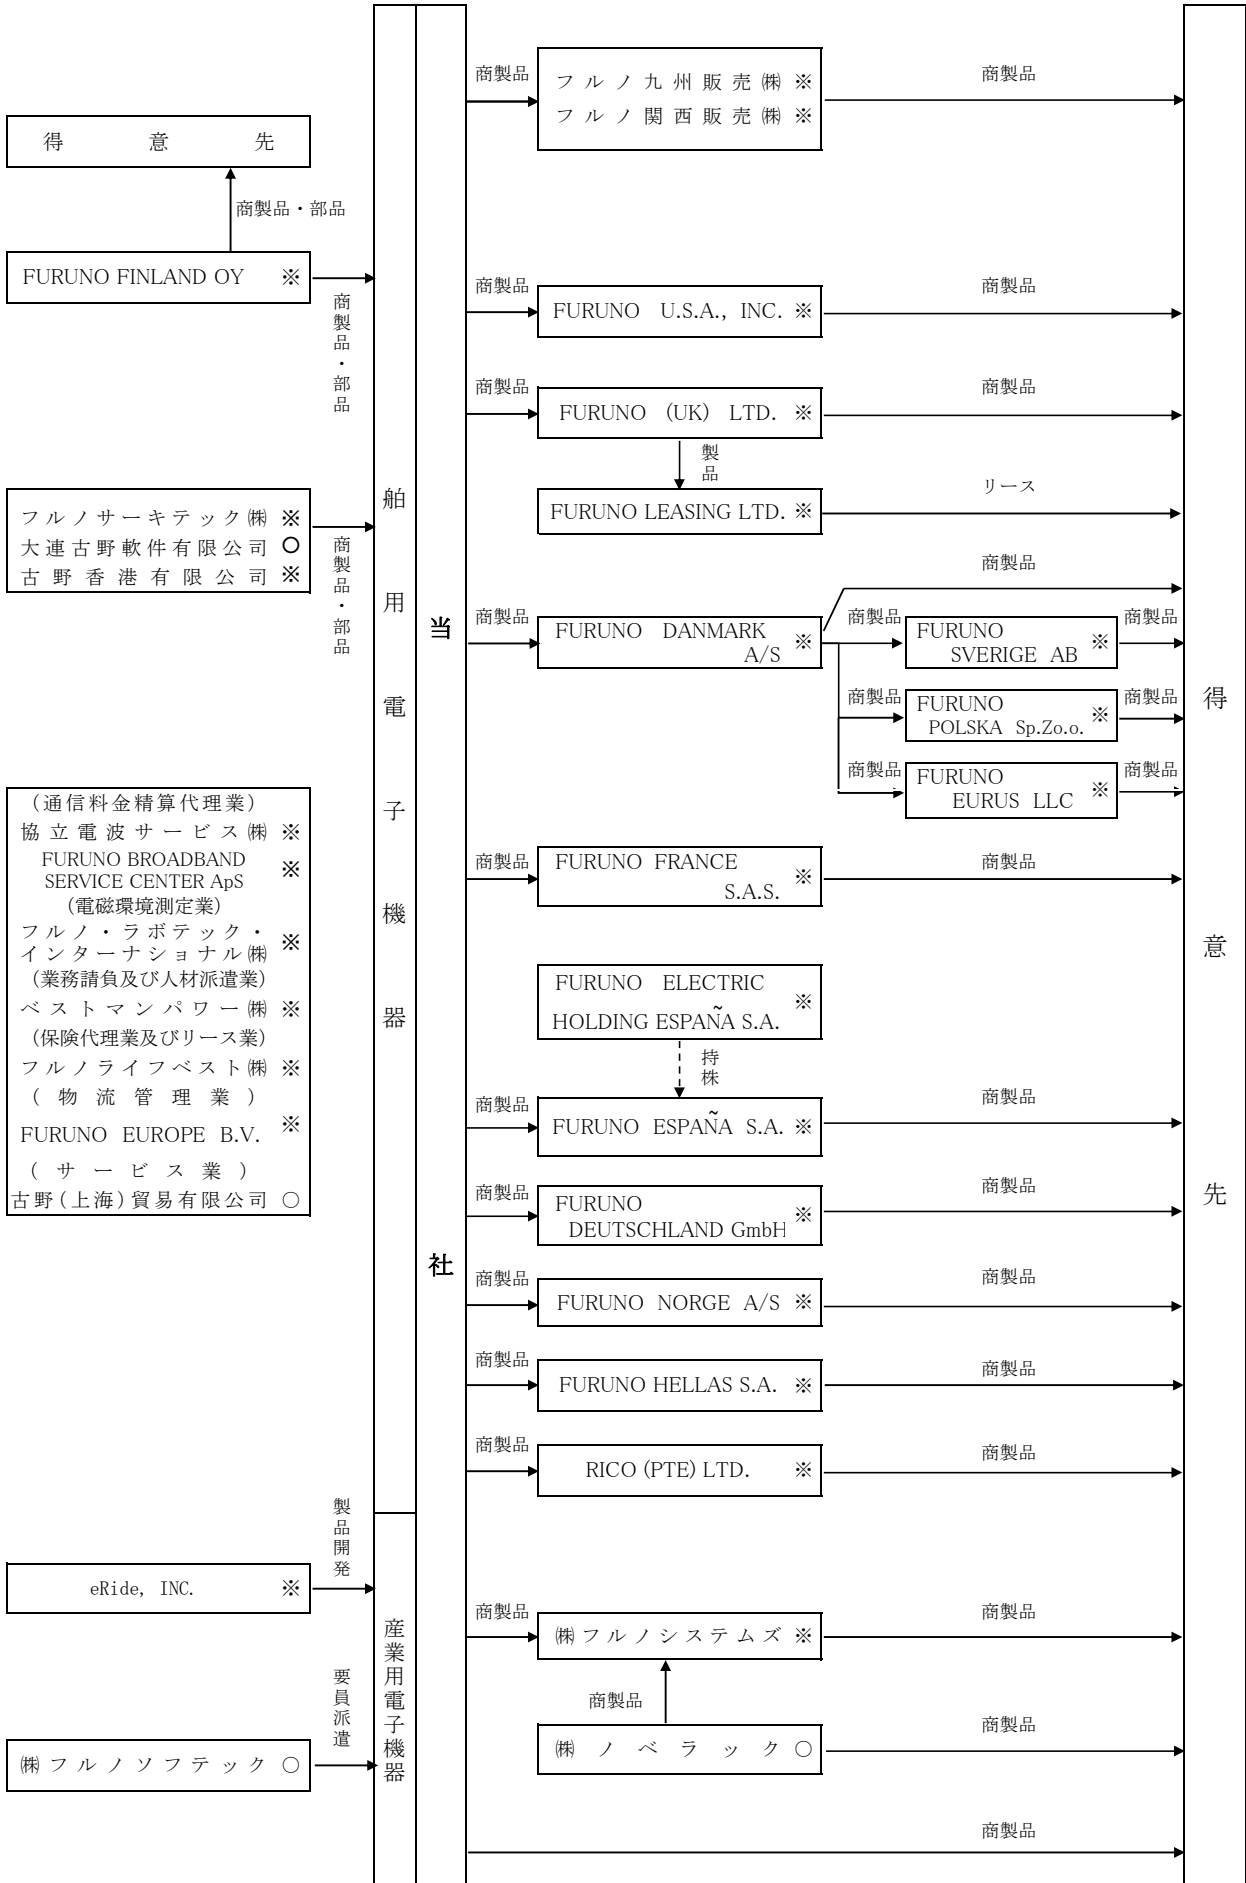 得意先
商製品・部品
FURUNO FINLAND OY ※
商製品・部品
フルノサーキテック㈱ ※
大連古野軟件有限公司 ○
古野香港有限公司 ※
商製品・部品
(通信料金精算代理業)
協立電波サービス㈱ ※
FURUNO BROADBAND
SERVICE CENTER ApS ※
(電磁環境測定業)
フルノ・ラボテック・
インターナショナル㈱ ※
(業務請負及び人材派遣業)
ベストマンパワー㈱ ※
(保険代理業及びリース業)
フルノライフベスト㈱ ※
(物流管理業)
FURUNO EUROPE B.V. ※
(サービス業)
古野(上海)貿易有限公司 ○
製品開発
eRide, INC. ※
要員派遣
㈱フルノソフテック ○
舶用電子機器
産業用電子機器
当社
商製品
フルノ九州販売㈱ ※
フルノ関西販売㈱ ※
商製品
商製品
FURUNO U.S.A., INC. ※
商製品
商製品
FURUNO (UK) LTD. ※
商製品
製品
FURUNO LEASING LTD. ※
リース
商製品
商製品
FURUNO DANMARK
A/S ※
商製品
FURUNO
SVERIGE AB ※
商製品
商製品
FURUNO
POLSKA Sp.Zo.o. ※
商製品
商製品
FURUNO
EURUS LLC ※
商製品
商製品
FURUNO FRANCE
S.A.S. ※
商製品
FURUNO ELECTRIC
HOLDING ESPAÑA S.A. ※
持株
商製品
FURUNO ESPAÑA S.A. ※
商製品
商製品
FURUNO
DEUTSCHLAND GmbH ※
商製品
商製品
FURUNO NORGE A/S ※
商製品
商製品
FURUNO HELLAS S.A. ※
商製品
商製品
RICO (PTE) LTD. ※
商製品
商製品
㈱フルノシステムズ ※
商製品
商製品
㈱ノベラック ○
商製品
商製品
得意先